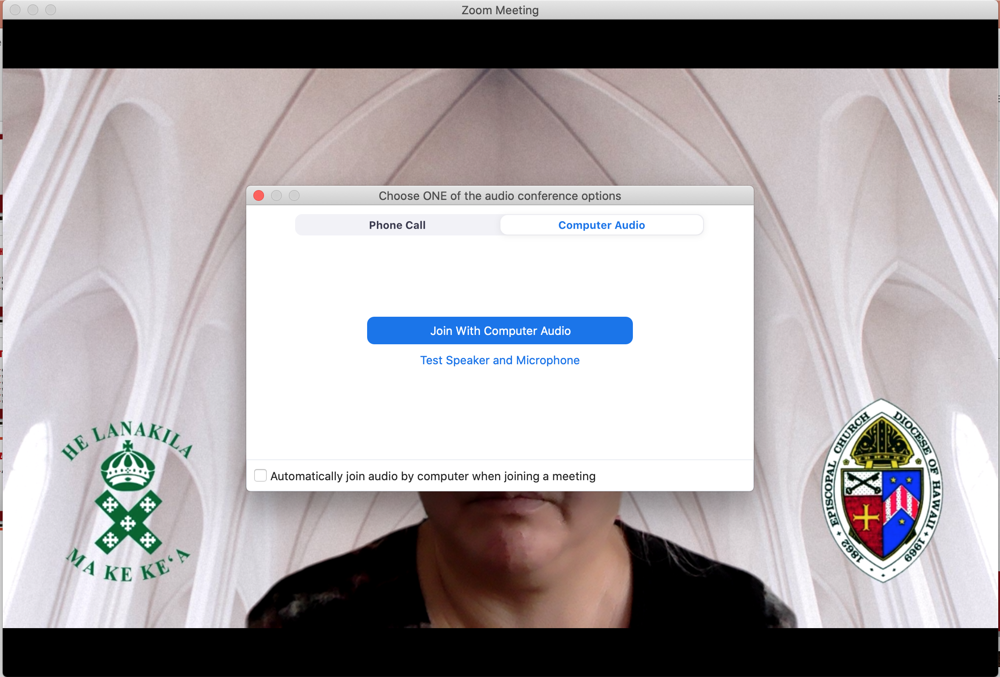 Zoom Meeting
Choose ONE of the audio conference options
Phone Call
Computer Audio
Join With Computer Audio
Test Speaker and Microphone
Automatically join audio by computer when joining a meeting
HE LANAKILA
MA KE KEʻA
EPISCOPAL CHURCH DIOCESE OF HAWAII
1862 1969